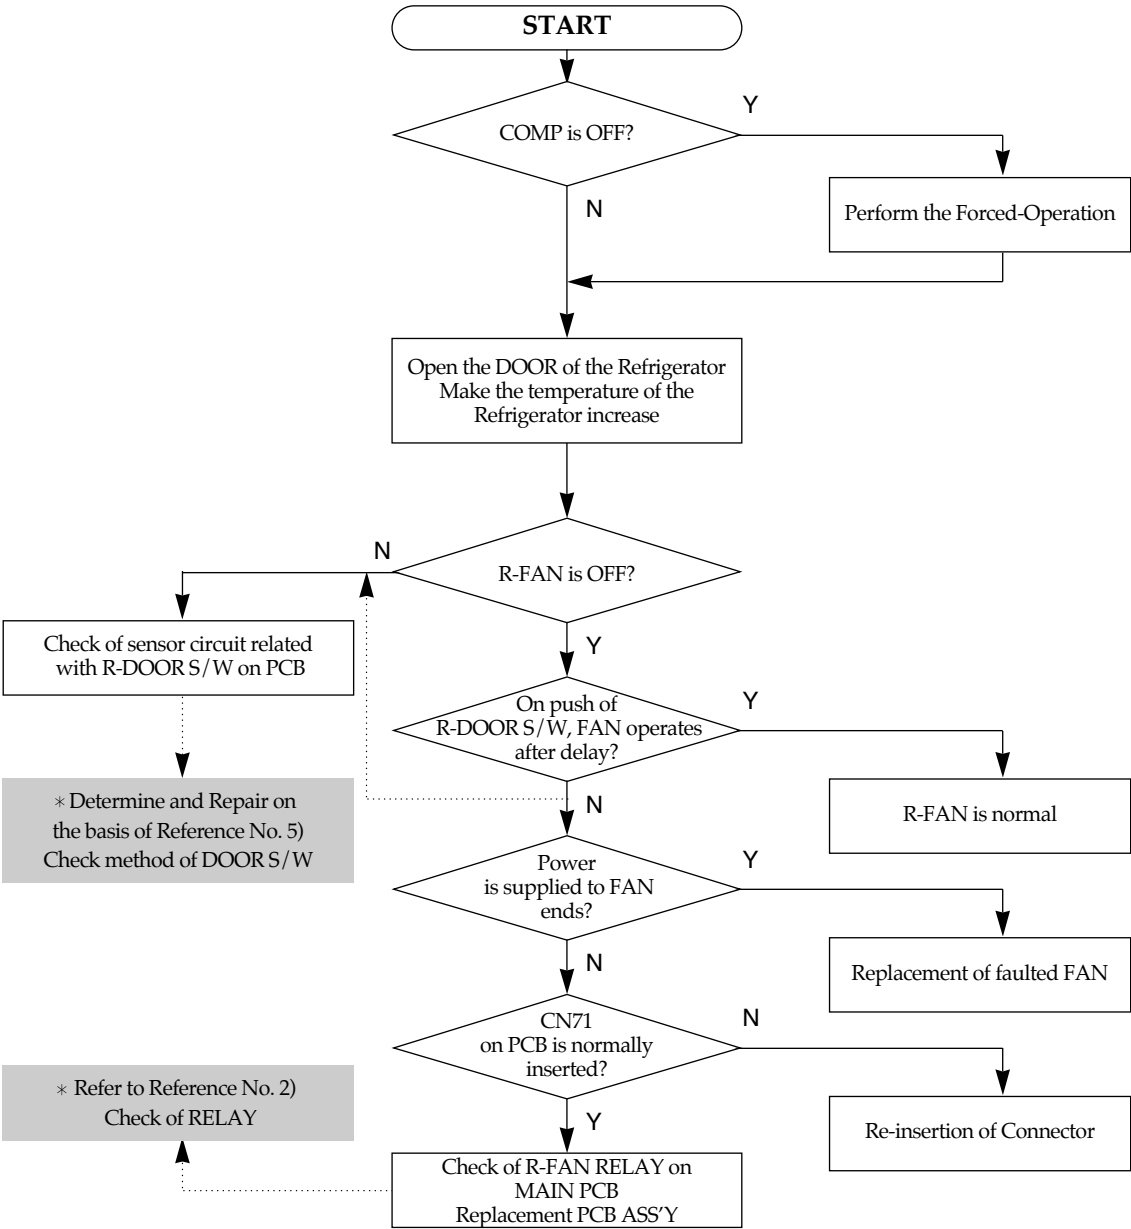 START
COMP is OFF?
Y
N
Perform the Forced-Operation
Open the DOOR of the Refrigerator
Make the temperature of the
Refrigerator increase
R-FAN is OFF?
N
Y
Check of sensor circuit related
with R-DOOR S/W on PCB
On push of
R-DOOR S/W, FAN operates
after delay?
Y
N
* Determine and Repair on
the basis of Reference No. 5)
Check method of DOOR S/W
R-FAN is normal
Power
is supplied to FAN
ends?
Y
N
Replacement of faulted FAN
CN71
on PCB is normally
inserted?
N
Y
* Refer to Reference No. 2)
Check of RELAY
Re-insertion of Connector
Check of R-FAN RELAY on
MAIN PCB
Replacement PCB ASS'Y